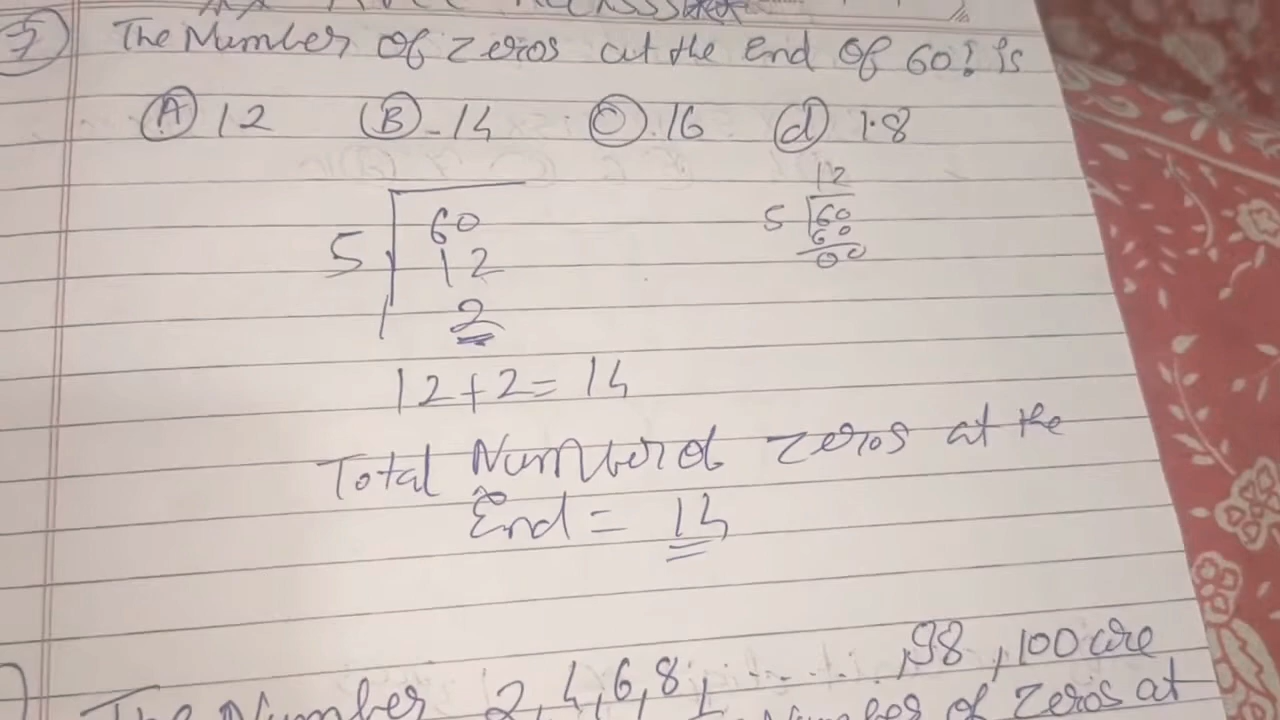 7 The Number Of Zeros at the End Of 60! is
A 12 B 14 C 16 d 18
12
5 60
60
00
5 60
12
2
12+2= 14
Total Number of Zeros at the
End = 14
The Number 2,4,6,8, ------ ,98 ,100 are
Number of Zeros at